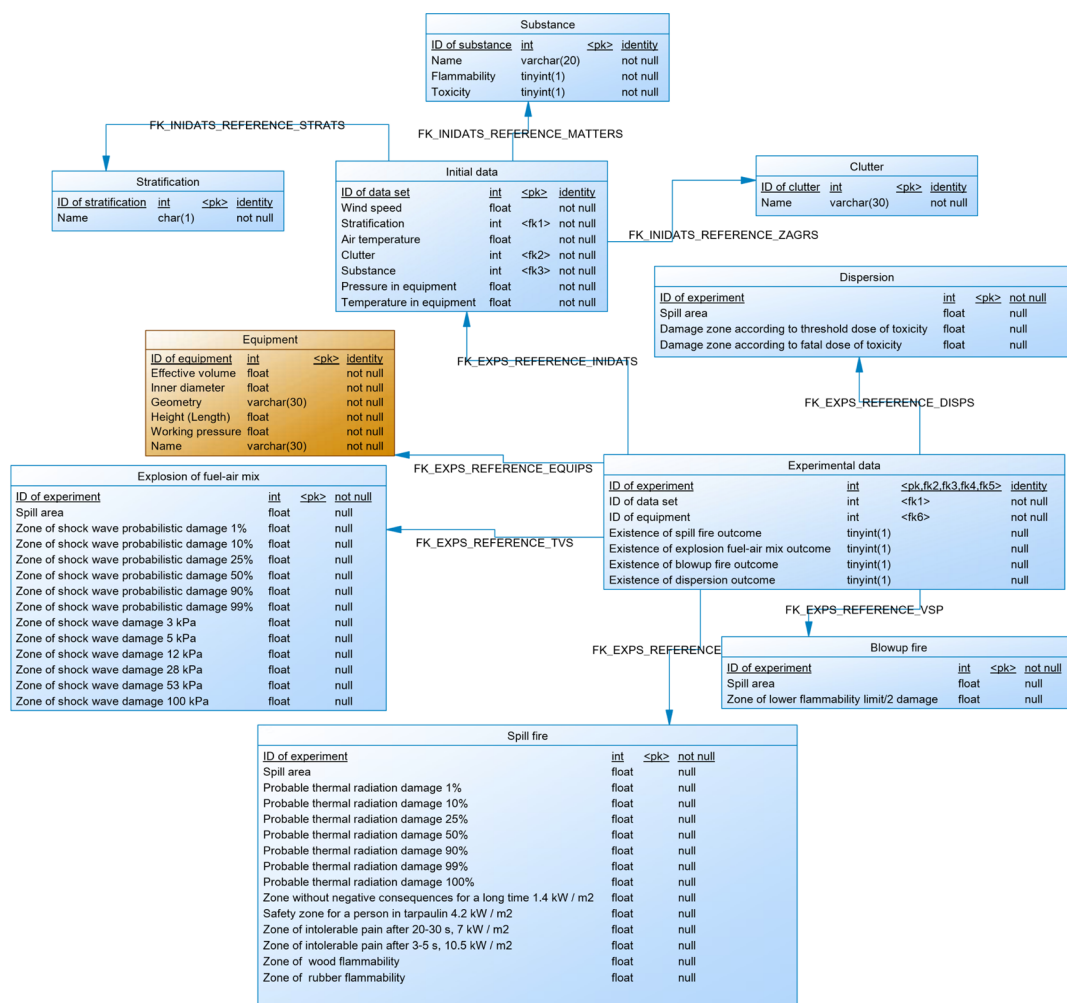 Substance
ID of substance int <pk> identity
Name varchar(20) not null
Flammability tinyint(1) not null
Toxicity tinyint(1) not null
FK_INIDATS_REFERENCE_STRATS
FK_INIDATS_REFERENCE_MATTERS
Stratification
ID of stratification int <pk> identity
Name char(1) not null
Initial data
ID of data set int <pk> identity
Wind speed float not null
Stratification int <fk1> not null
Air temperature float not null
Clutter int <fk2> not null
Substance int <fk3> not null
Pressure in equipment float not null
Temperature in equipment float not null
Clutter
ID of clutter int <pk> identity
Name varchar(30) not null
FK_INIDATS_REFERENCE_ZAGRS
Dispersion
ID of experiment int <pk> not null
Spill area float null
Damage zone according to threshold dose of toxicity float null
Damage zone according to fatal dose of toxicity float null
Equipment
ID of equipment int <pk> identity
Effective volume float not null
Inner diameter float not null
Geometry varchar(30) not null
Height (Length) float not null
Working pressure float not null
Name varchar(30) not null
FK_EXPS_REFERENCE_INIDATS
FK_EXPS_REFERENCE_DISPS
FK_EXPS_REFERENCE_EQUIPS
Explosion of fuel-air mix
ID of experiment int <pk> not null
Spill area float null
Zone of shock wave probabilistic damage 1% float null
Zone of shock wave probabilistic damage 10% float null
Zone of shock wave probabilistic damage 25% float null
Zone of shock wave probabilistic damage 50% float null
Zone of shock wave probabilistic damage 90% float null
Zone of shock wave probabilistic damage 99% float null
Zone of shock wave damage 3 kPa float null
Zone of shock wave damage 5 kPa float null
Zone of shock wave damage 12 kPa float null
Zone of shock wave damage 28 kPa float null
Zone of shock wave damage 53 kPa float null
Zone of shock wave damage 100 kPa float null
FK_EXPS_REFERENCE_TVS
Experimental data
ID of experiment int <pk,fk2,fk3,fk4,fk5> identity
ID of data set int <fk1> not null
ID of equipment int <fk6> not null
Existence of spill fire outcome tinyint(1) null
Existence of explosion fuel-air mix outcome tinyint(1) null
Existence of blowup fire outcome tinyint(1) null
Existence of dispersion outcome tinyint(1) null
FK_EXPS_REFERENCE_VSP
FK_EXPS_REFERENCE
Blowup fire
ID of experiment int <pk> not null
Spill area float null
Zone of lower flammability limit/2 damage float null
Spill fire
ID of experiment int <pk> not null
Spill area float null
Probable thermal radiation damage 1% float null
Probable thermal radiation damage 10% float null
Probable thermal radiation damage 25% float null
Probable thermal radiation damage 50% float null
Probable thermal radiation damage 90% float null
Probable thermal radiation damage 99% float null
Probable thermal radiation damage 100% float null
Zone without negative consequences for a long time 1.4 kW / m2 float null
Safety zone for a person in tarpaulin 4.2 kW / m2 float null
Zone of intolerable pain after 20-30 s, 7 kW / m2 float null
Zone of intolerable pain after 3-5 s, 10.5 kW / m2 float null
Zone of wood flammability float null
Zone of rubber flammability float null